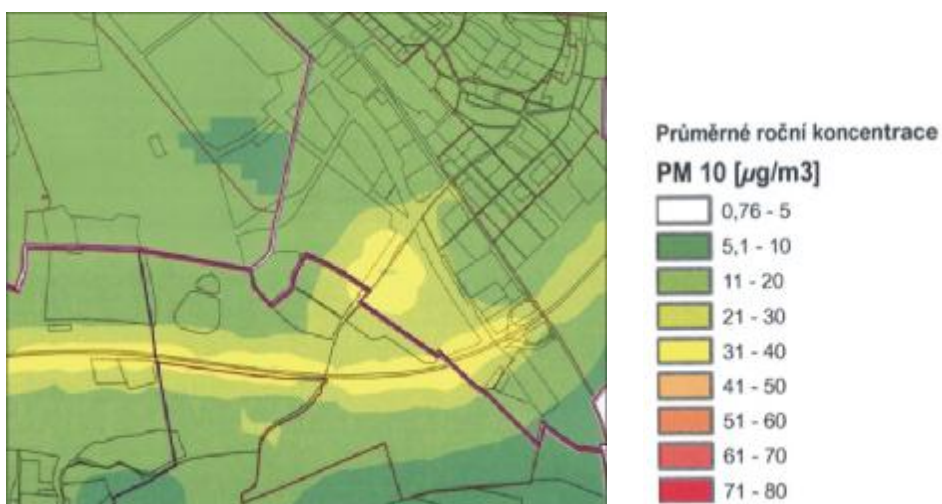 Průměrné roční koncentrace
PM 10 [µg/m3]
0,76 - 5
5,1 - 10
11 - 20
21 - 30
31 - 40
41 - 50
51 - 60
61 - 70
71 - 80